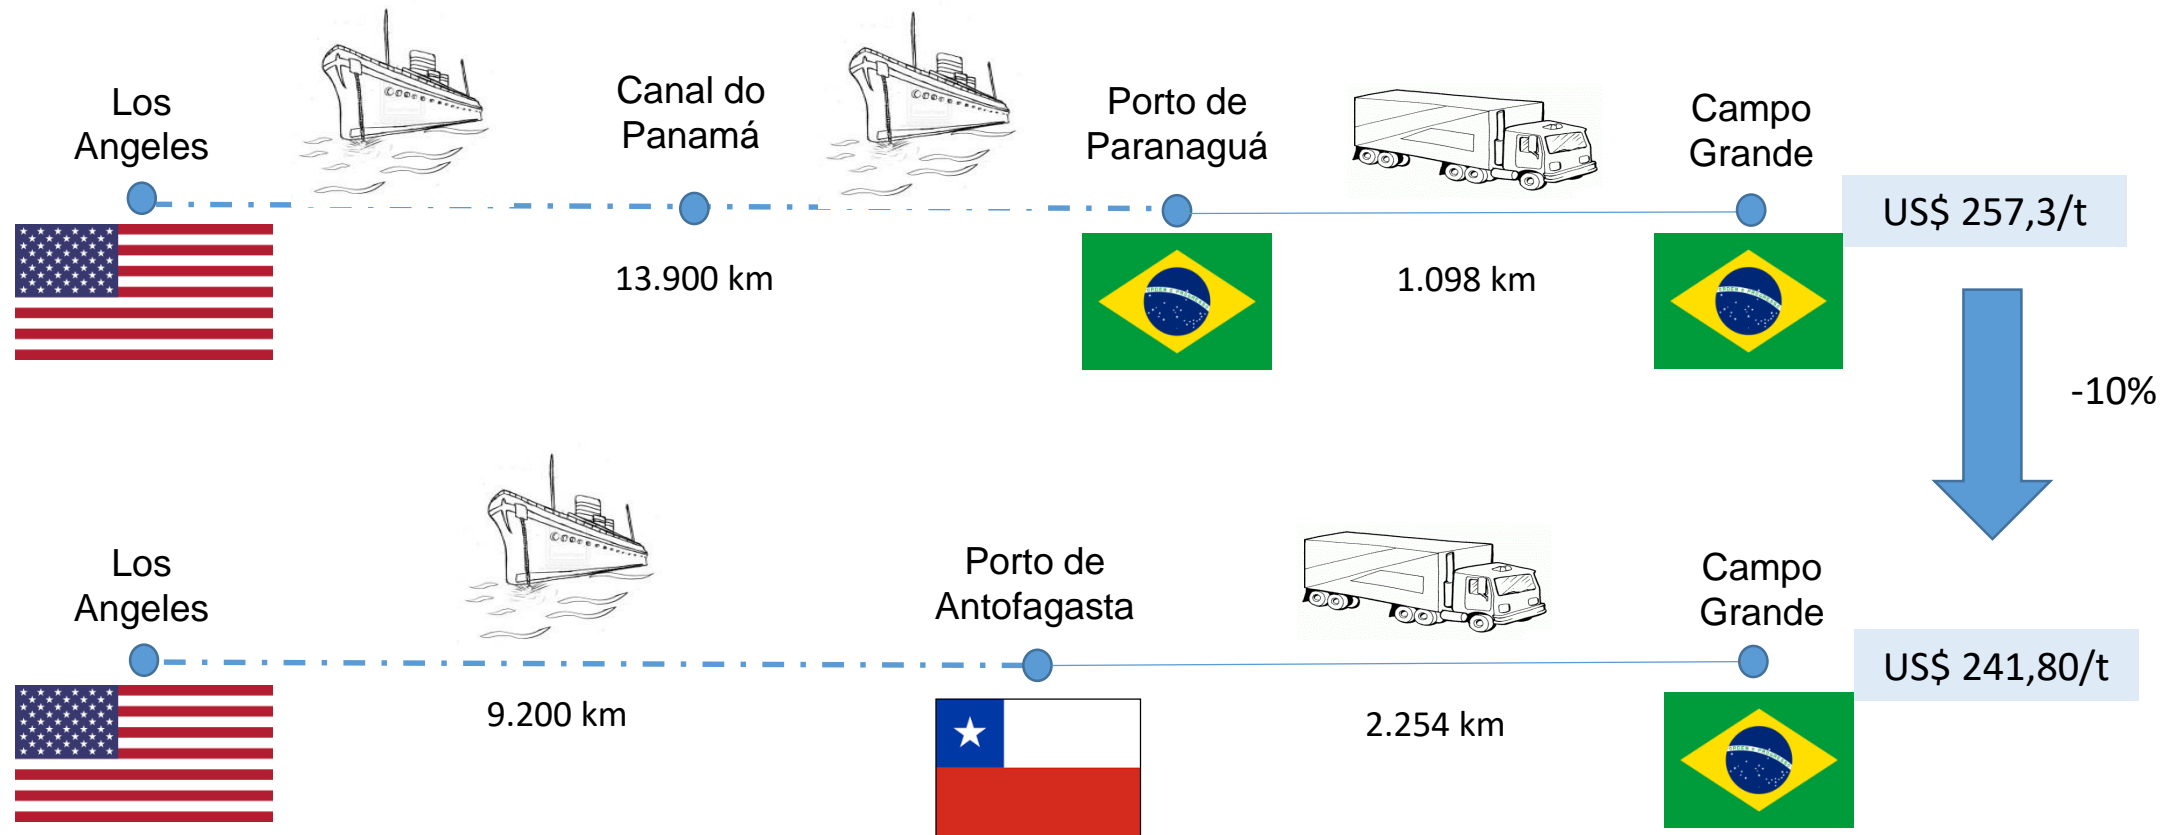 Los
Angeles
Canal do
Panamá
Porto de
Paranaguá
Campo
Grande
US$ 257,3/t
13.900 km
1.098 km
-10%
Los
Angeles
Porto de
Antofagasta
Campo
Grande
US$ 241,80/t
9.200 km
2.254 km